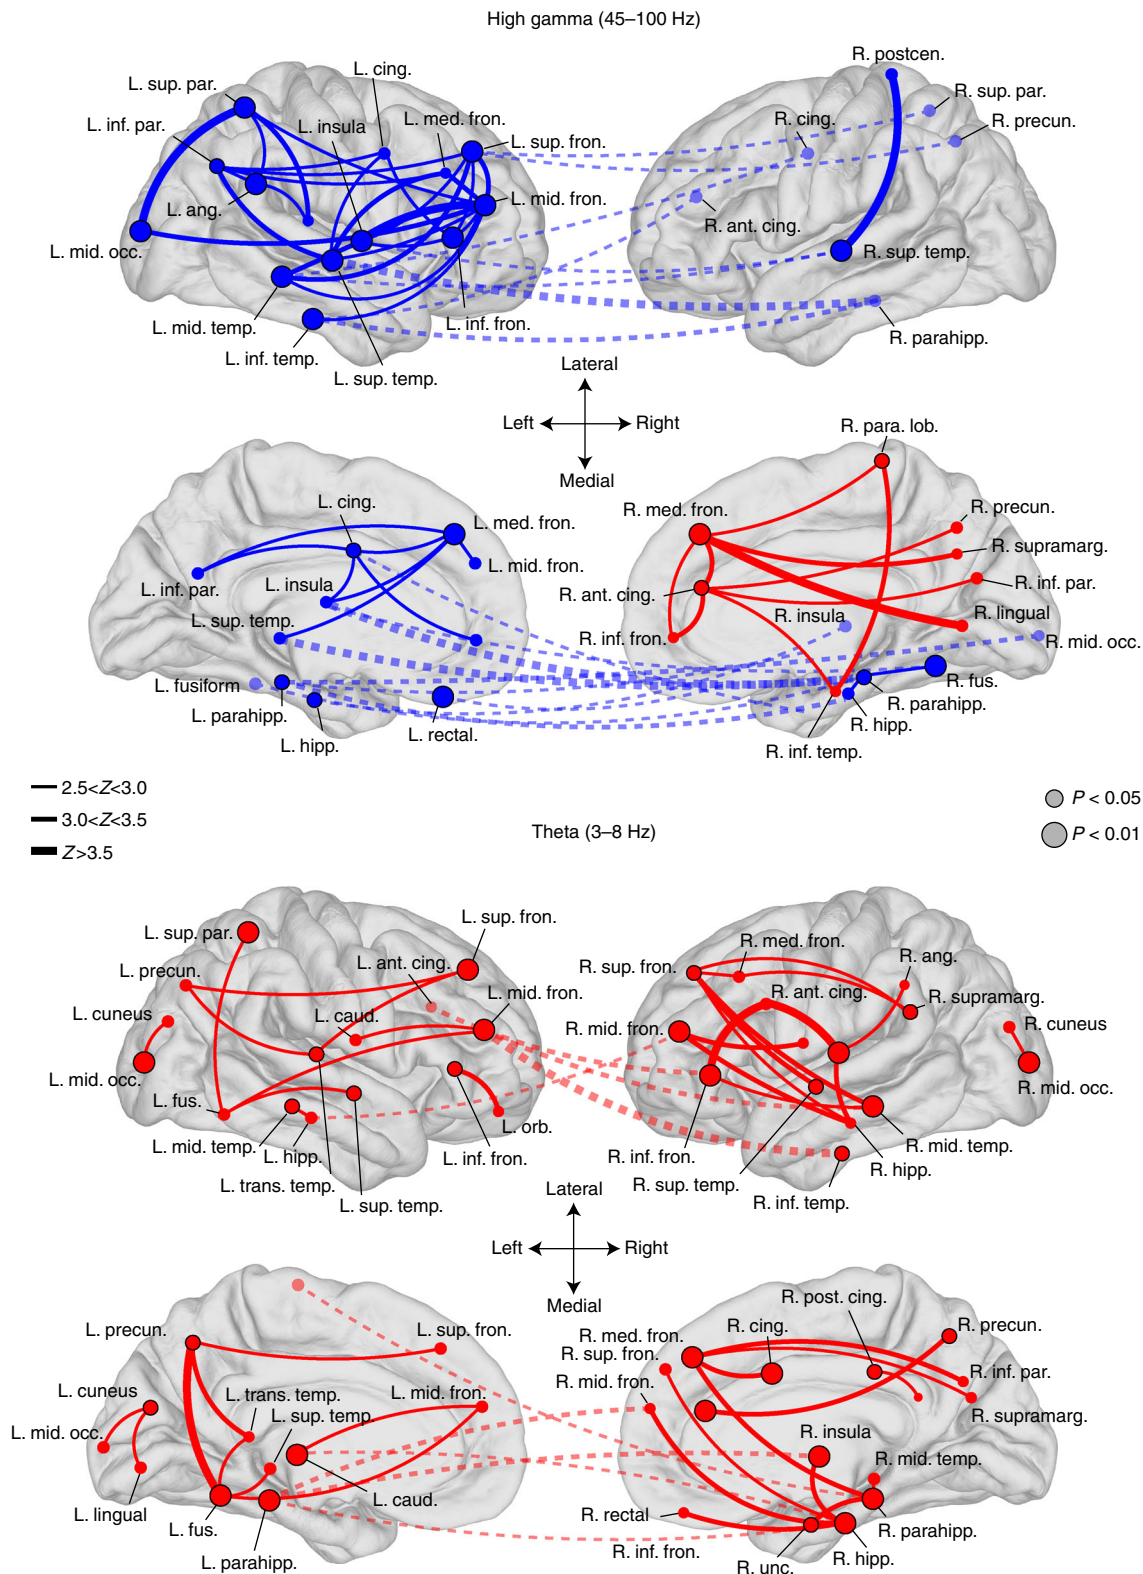 High gamma (45–100 Hz)
L. cing.
L. sup. par.
L. inf. par.
L. insula
L. med. fron.
L. sup. fron.
L. mid. fron.
L. ang.
L. mid. occ.
L. mid. temp.
L. inf. temp.
L. sup. temp.
L. inf. fron.
R. postcen.
R. sup. par.
R. cing.
R. precun.
R. ant. cing.
R. sup. temp.
R. parahipp.
Lateral
Left
Right
Medial
L. cing.
L. med. fron.
L. mid. fron.
L. inf. par.
L. insula
L. sup. temp.
L. fusiform
L. parahipp.
L. hipp.
L. rectal.
R. para. lob.
R. med. fron.
R. precun.
R. supramarg.
R. ant. cing.
R. inf. par.
R. insula
R. lingual
R. inf. fron.
R. mid. occ.
R. fus.
R. parahipp.
R. hipp.
R. inf. temp.
2.5<Z<3.0
3.0<Z<3.5
Z>3.5
P < 0.05
P < 0.01
Theta (3–8 Hz)
L. sup. fron.
L. sup. par.
L. ant. cing.
L. precun.
L. mid. fron.
L. cuneus
L. caud.
L. mid. occ.
L. fus.
L. mid. temp.
L. hipp.
L. orb.
L. inf. fron.
L. trans. temp.
L. sup. temp.
R. med. fron.
R. sup. fron.
R. ang.
R. ant. cing.
R. supramarg.
R. mid. fron.
R. cuneus
R. mid. occ.
R. inf. fron.
R. mid. temp.
R. hipp.
R. sup. temp.
R. inf. temp.
Lateral
Left
Right
Medial
L. precun.
L. sup. fron.
L. cuneus
L. trans. temp.
L. mid. fron.
L. sup. temp.
L. mid. occ.
L. lingual
L. caud.
L. fus.
L. parahipp.
R. post. cing.
R. cing.
R. precun.
R. med. fron.
R. sup. fron.
R. mid. fron.
R. inf. par.
R. supramarg.
R. insula
R. mid. temp.
R. rectal
R. parahipp.
R. inf. fron.
R. hipp.
R. unc.